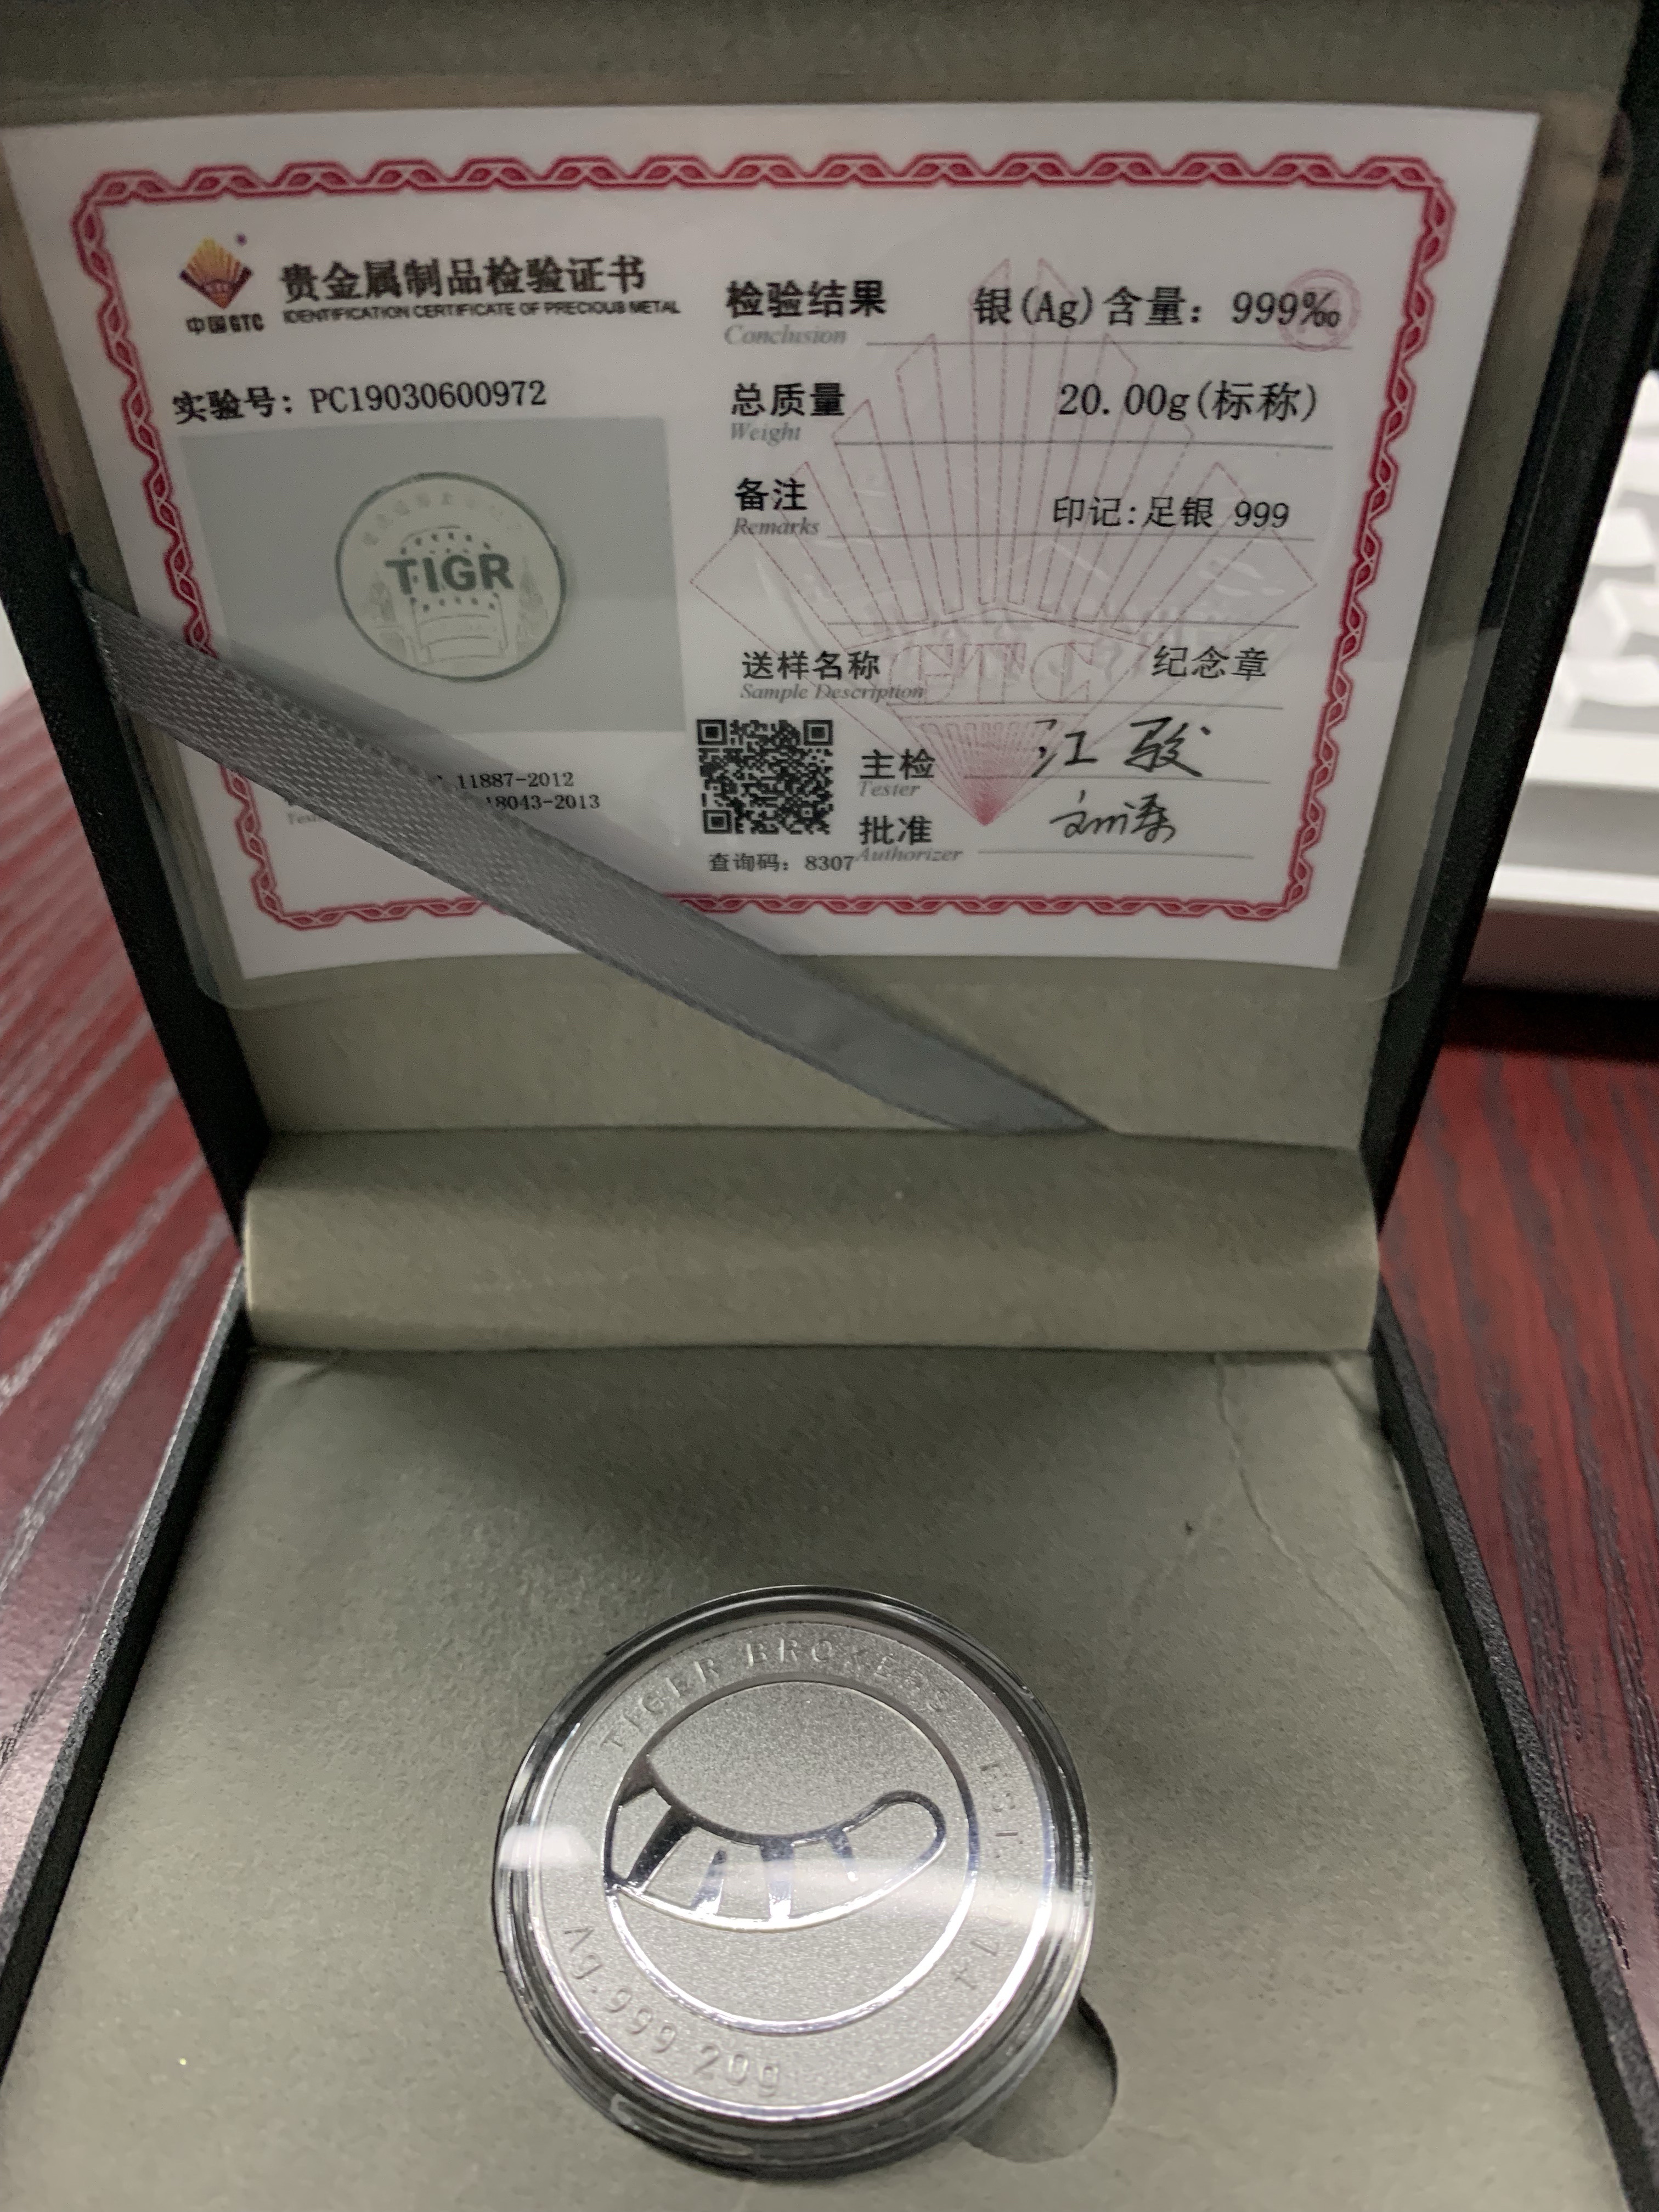 中国GTC
贵金属制品检验证书
IDENTIFICATION CERTIFICATE OF PRECIOUS METAL
实验号：PC19030600972
TIGR
11887-2012
18043-2013
检验结果 银(Ag)含量：999‰
Conclusion
总质量 20.00g(标称)
Weight
备注 印记:足银 999
Remarks
送样名称 纪念章
Sample Description
主检 江骏
Tester
批准
Authorizer
查询码：8307
TIGER BROKERS EST.2014
Ag.999 20g